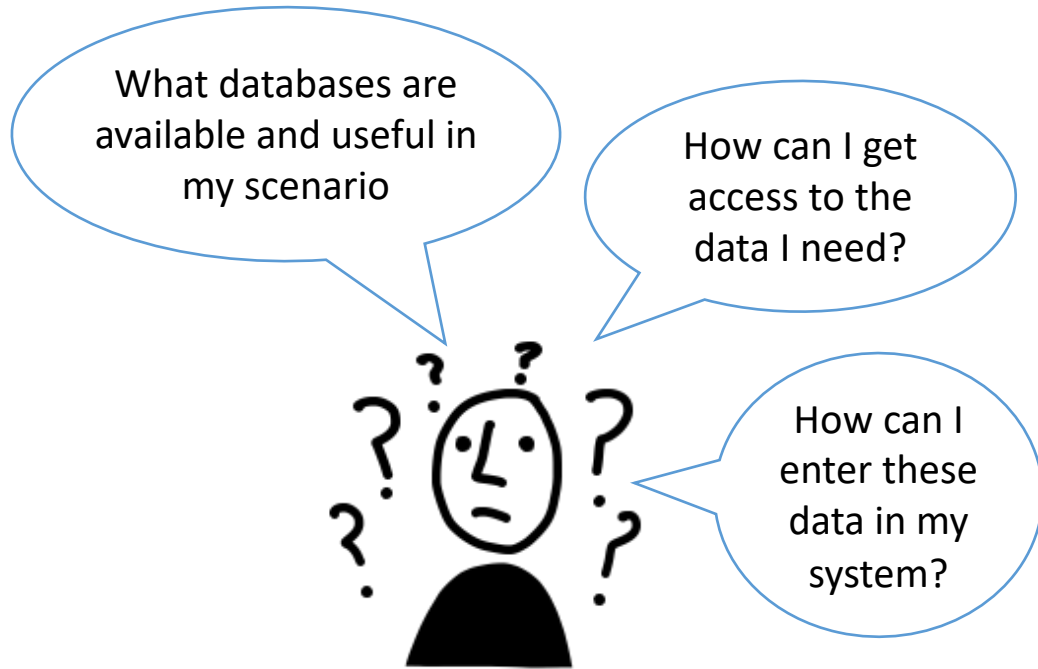 What databases are
available and useful in
my scenario
How can I get
access to the
data I need?
How can I
enter these
data in my
system?
? ?
? ?
? ?